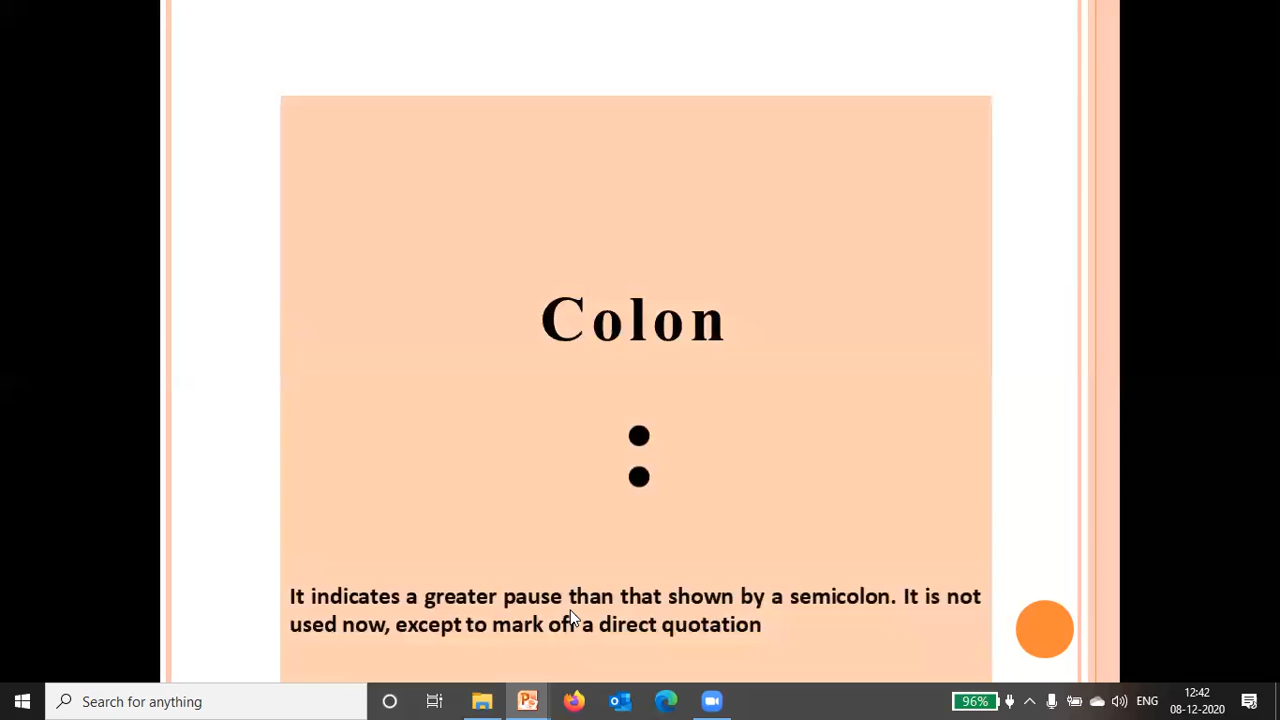 Colon
:
It indicates a greater pause than that shown by a semicolon. It is not
used now, except to mark off a direct quotation
Search for anything
96%
ENG
12:42
08-12-2020